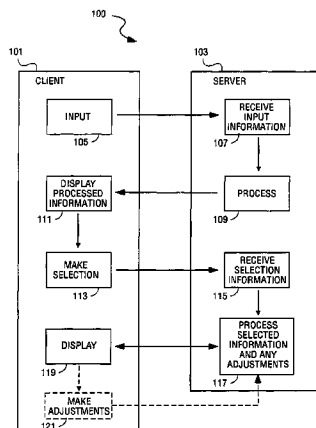 100
101
103
CLIENT
SERVER
INPUT
105
RECEIVE
INPUT
INFORMATION
107
DISPLAY
PROCESSED
INFORMATION
111
PROCESS
109
MAKE
SELECTION
113
RECEIVE
SELECTION
INFORMATION
115
DISPLAY
119
PROCESS
SELECTED
INFORMATION
AND ANY
ADJUSTMENTS
117
MAKE
ADJUSTMENTS
121